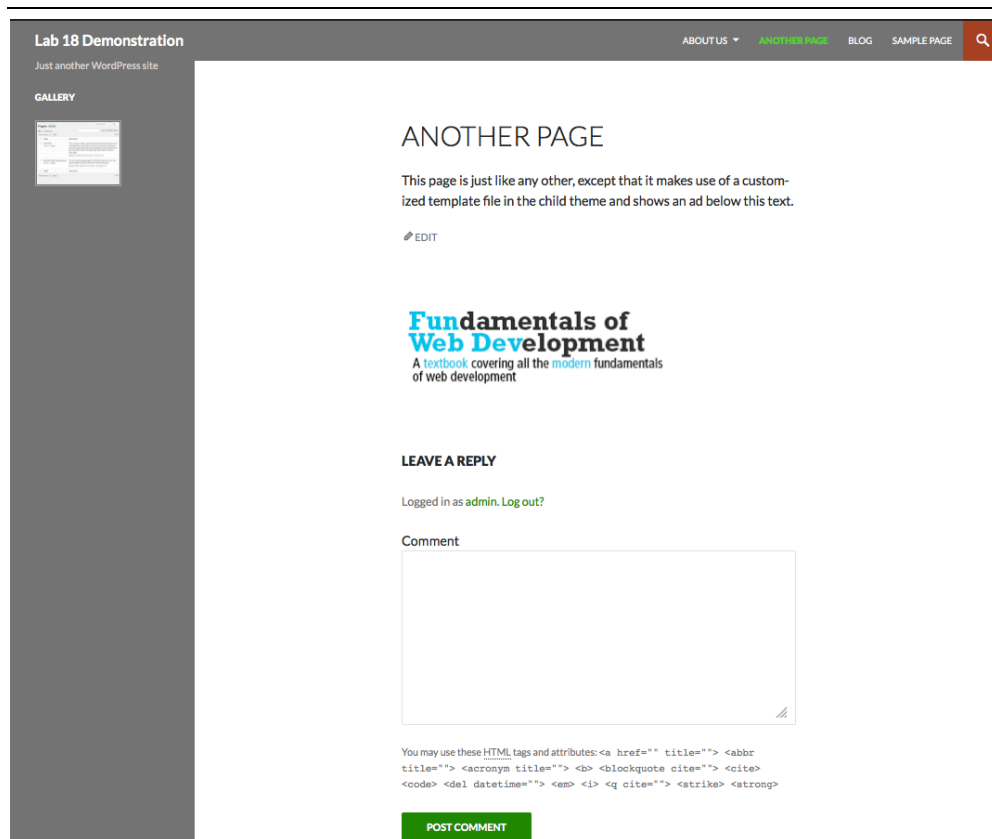 Lab 18 Demonstration
ABOUT US
ANOTHER PAGE
BLOG
SAMPLE PAGE
Just another WordPress site
GALLERY
ANOTHER PAGE
This page is just like any other, except that it makes use of a custom-
ized template file in the child theme and shows an ad below this text.
EDIT
Fundamentals of
Web Development
A textbook covering all the modern fundamentals
of web development
LEAVE A REPLY
Logged in as admin. Log out?
Comment
You may use these HTML tags and attributes: <a href="" title=""> <abbr
title=""> <acronym title=""> <b> <blockquote cite=""> <cite>
<code> <del datetime=""> <em> <i> <q cite=""> <strike> <strong>
POST COMMENT